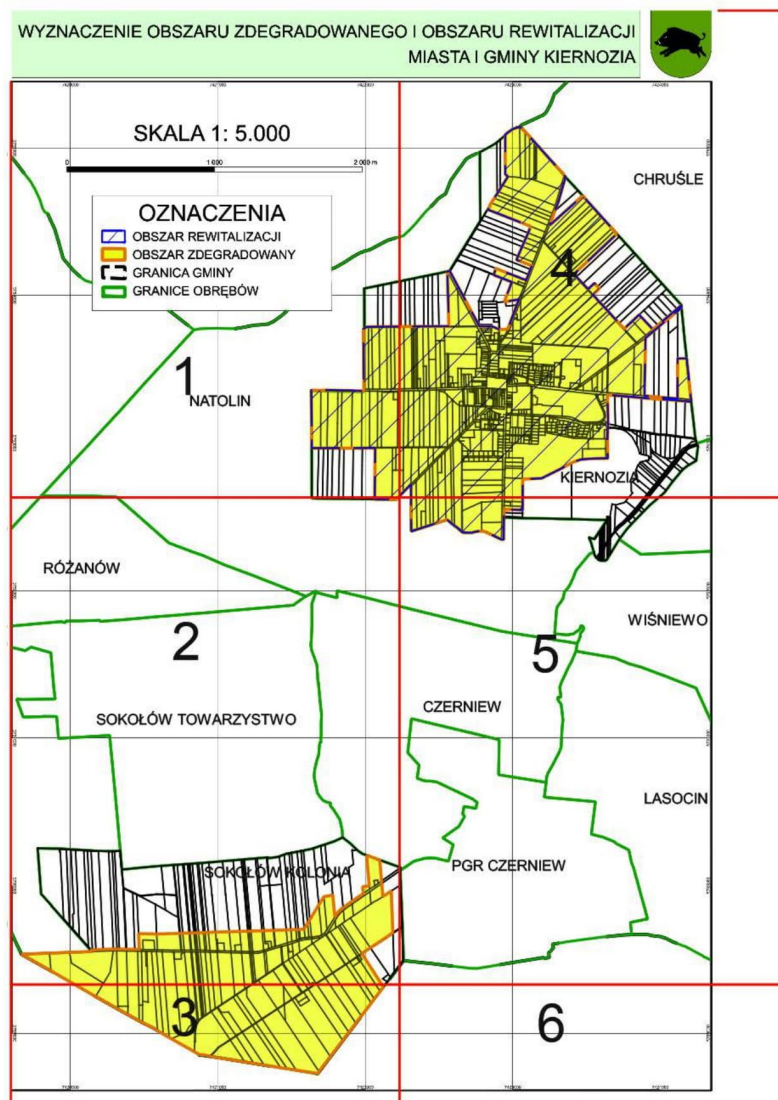 WYZNACZENIE OBSZARU ZDEGRADOWANEGO I OBSZARU REWITALIZACJI
MIASTA I GMINY KIERNOZIA
SKALA 1: 5.000
0 1 000 2 000 m
CHRUŚLE
OZNACZENIA
OBSZAR REWITALIZACJI
OBSZAR ZDEGRADOWANY
GRANICA GMINY
GRANICE OBRĘBÓW
4
1
NATOLIN
KIERNOZIA
RÓŻANÓW
WIŚNIEWO
2
5
CZERNIEW
SOKOŁÓW TOWARZYSTWO
LASOCIN
PGR CZERNIEW
SOKOŁÓW KOLONIA
3
6